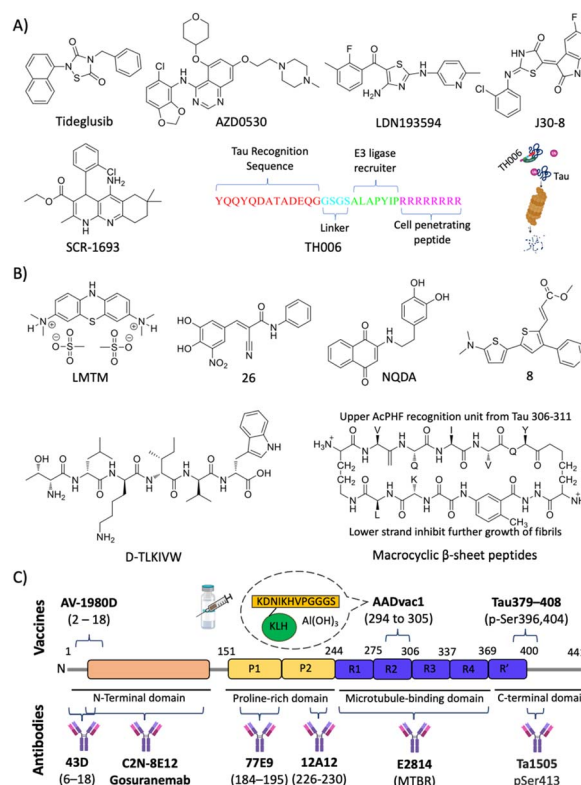 A)
Tideglusib
AZD0530
LDN193594
J30-8
Tau Recognition
Sequence
E3 ligase
recruiter
YQQYQDATADEQGGSGSALAPYIPRRRRRRRR
Linker
Cell penetrating
peptide
SCR-1693
TH006
TH006
Tau
B)
LMTM
26
NQDA
8
Upper AcPHF recognition unit from Tau 306-311
Lower strand inhibit further growth of fibrils
D-TLKIVW
Macrocyclic β-sheet peptides
C)
Vaccines
AV-1980D
(2 – 18)
KDNIKHVPGGGS
KLH
Al(OH)3
AADvac1
(294 to 305)
Tau379–408
(p-Ser396,404)
1
151
244
275
306
337
369
400
441
N
P1
P2
R1
R2
R3
R4
R'
N-Terminal domain
Proline-rich domain
Microtubule-binding domain
C-terminal domain
Antibodies
43D
(6–18)
C2N-8E12
Gosuranemab
77E9
(184–195)
12A12
(226-230)
E2814
(MTBR)
Ta1505
pSer413